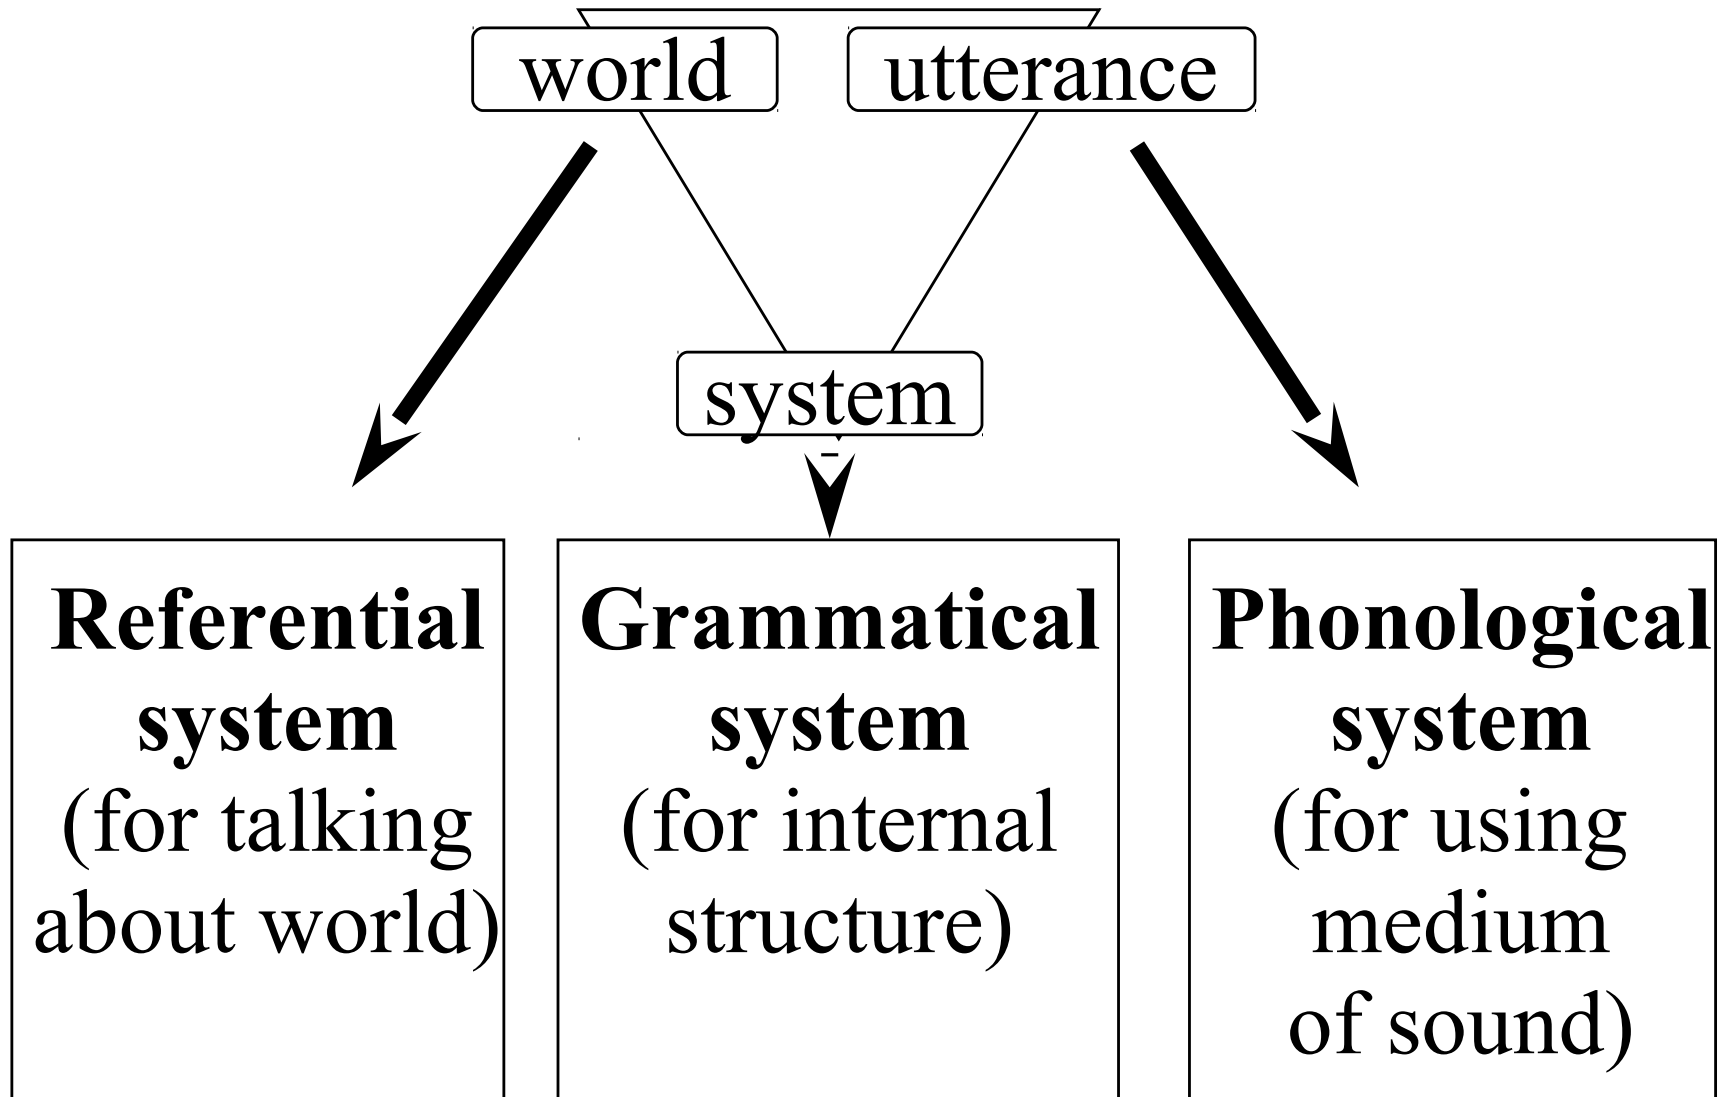 world
utterance
system
Referential
system
(for talking
about world)
Grammatical
system
(for internal
structure)
Phonological
system
(for using
medium
of sound)